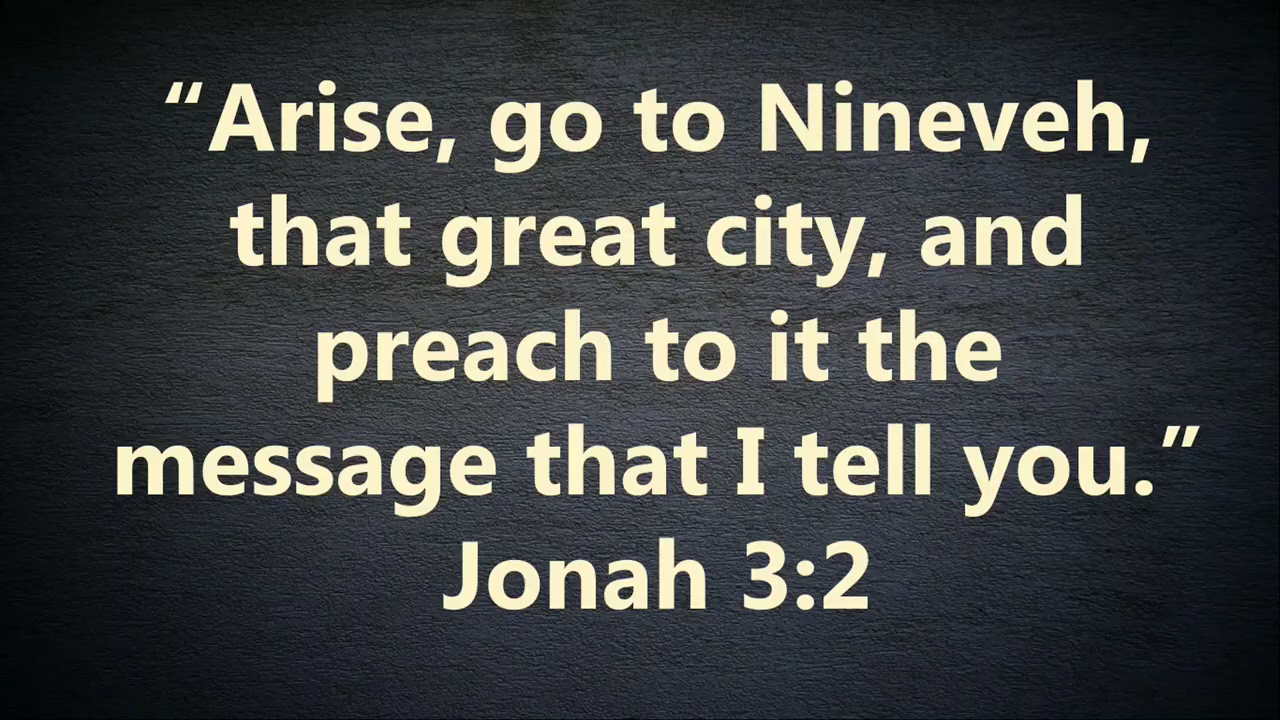 “Arise, go to Nineveh,
that great city, and
preach to it the
message that I tell you.”
Jonah 3:2